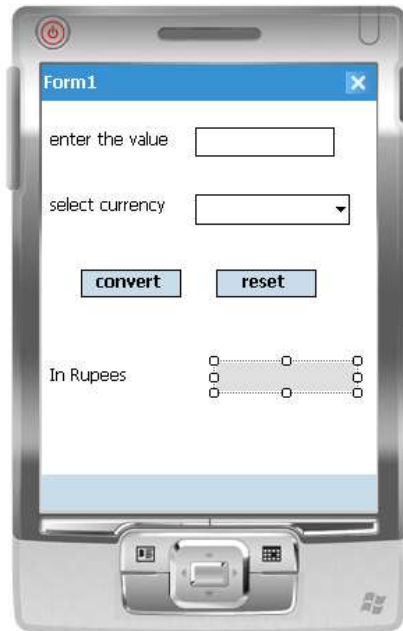 Form1
enter the value
select currency
convert reset
In Rupees